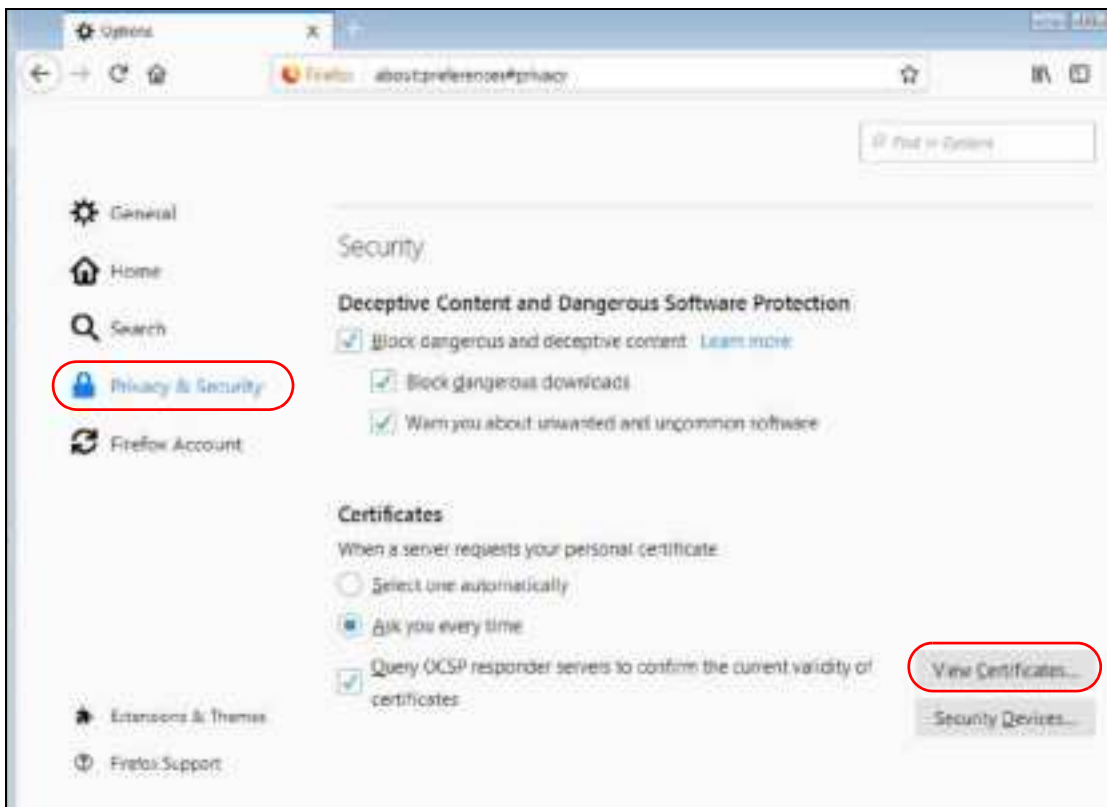 Options
Firefox about:preferences#privacy
Find in Options
General
Home
Search
Privacy & Security
Firefox Account
Extensions & Themes
Firefox Support
Security
Deceptive Content and Dangerous Software Protection
Block dangerous and deceptive content Learn more
Block dangerous downloads
Warn you about unwanted and uncommon software
Certificates
When a server requests your personal certificate
Select one automatically
Ask you every time
Query OCSP responder servers to confirm the current validity of
certificates
View Certificates...
Security Devices...